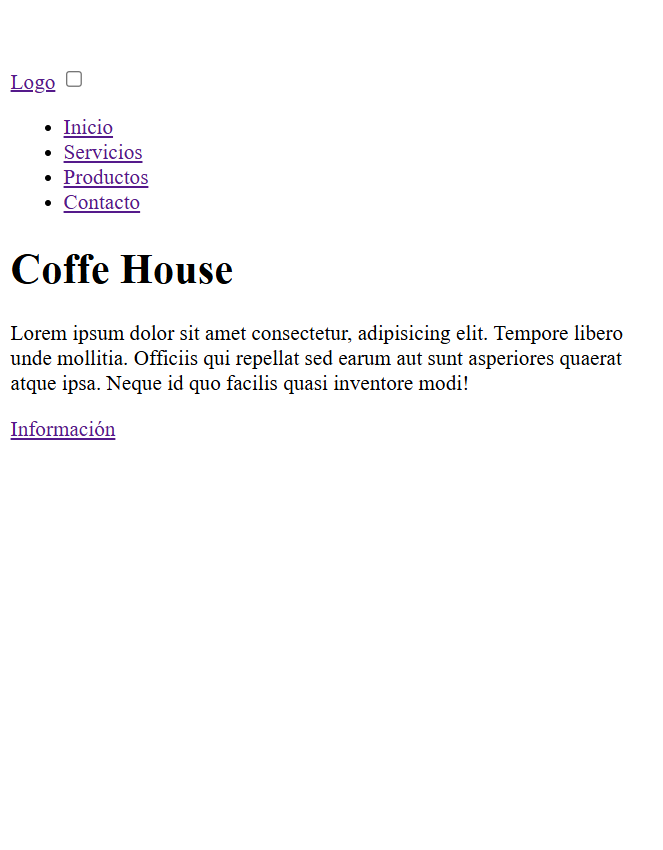 Logo
Inicio
Servicios
Productos
Contacto
Coffe House
Lorem ipsum dolor sit amet consectetur, adipisicing elit. Tempore libero
unde mollitia. Officiis qui repellat sed earum aut sunt asperiores quaerat
atque ipsa. Neque id quo facilis quasi inventore modi!
Información